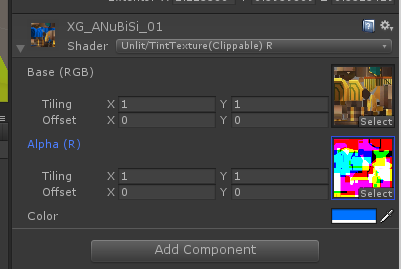 XG_ANuBiSi_01
Shader Unlit/TintTexture(Clippable) R
Base (RGB)
Tiling X 1 Y 1
Offset X 0 Y 0
Select
Alpha (R)
Tiling X 1 Y 1
Offset X 0 Y 0
Select
Color
Add Component